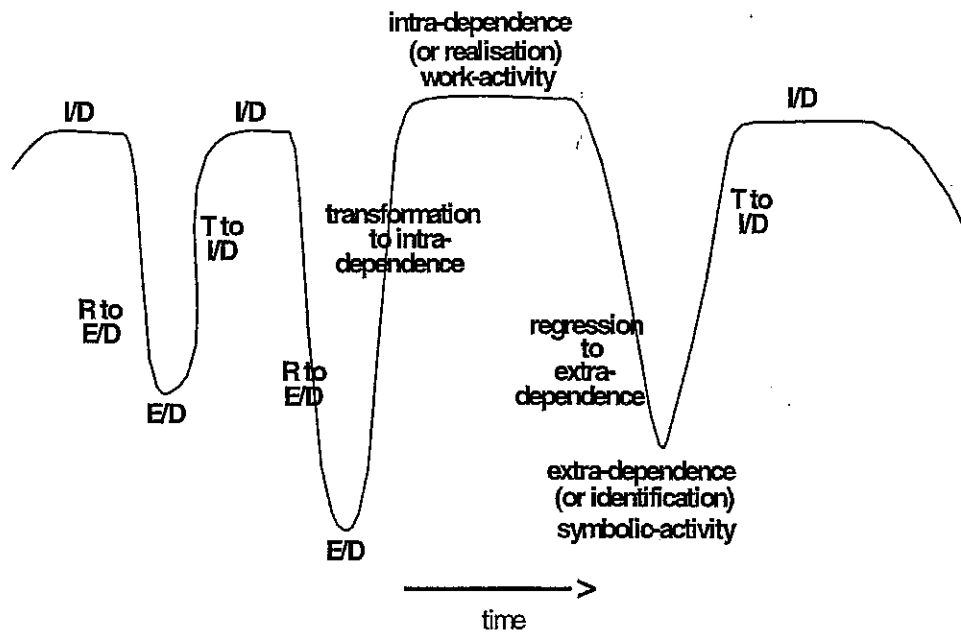 intra-dependence
(or realisation)
work-activity
I/D
I/D
I/D
T to
I/D
transformation
to intra-
dependence
T to
I/D
R to
E/D
R to
E/D
regression
to
extra-
dependence
E/D
extra-dependence
(or identification)
symbolic-activity
E/D
time